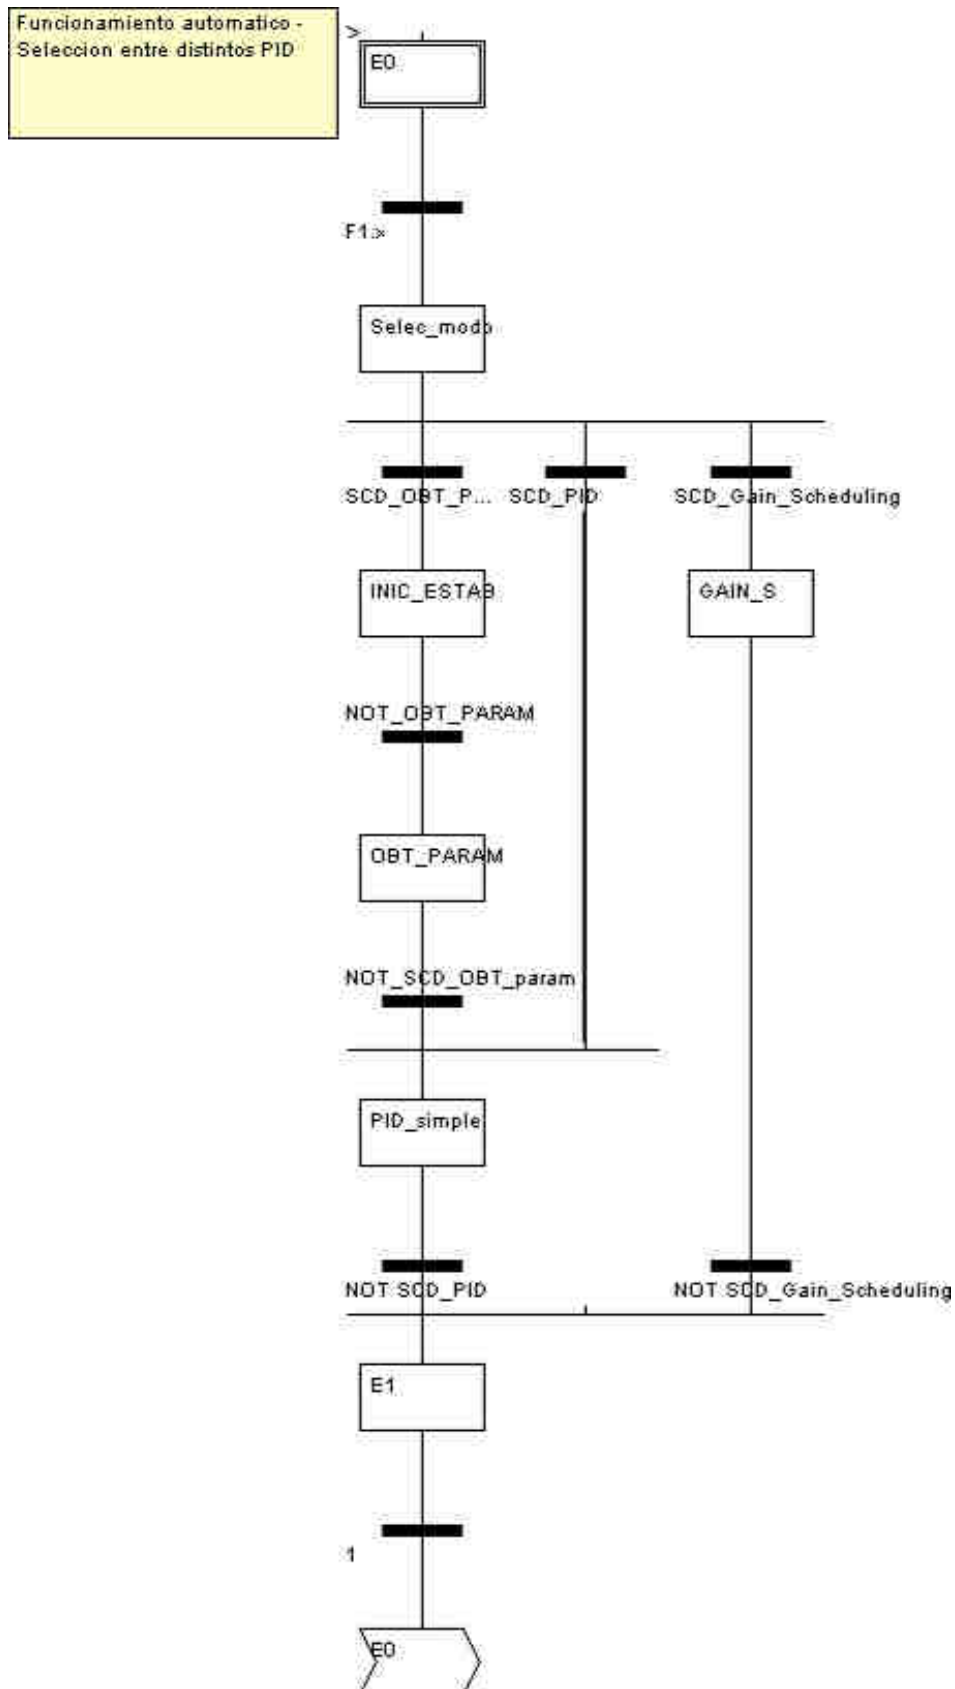 Funcionamiento automatico -
Seleccion entre distintos PID
>
E0
F1.x
Selec_modo
SCD_OBT_P... SCD_PID SCD_Gain_Scheduling
INIC_ESTAB GAIN_S
NOT_OBT_PARAM
OBT_PARAM
NOT_SCD_OBT_param
PID_simple
NOT SCD_PID NOT SCD_Gain_Scheduling
E1
1
E0